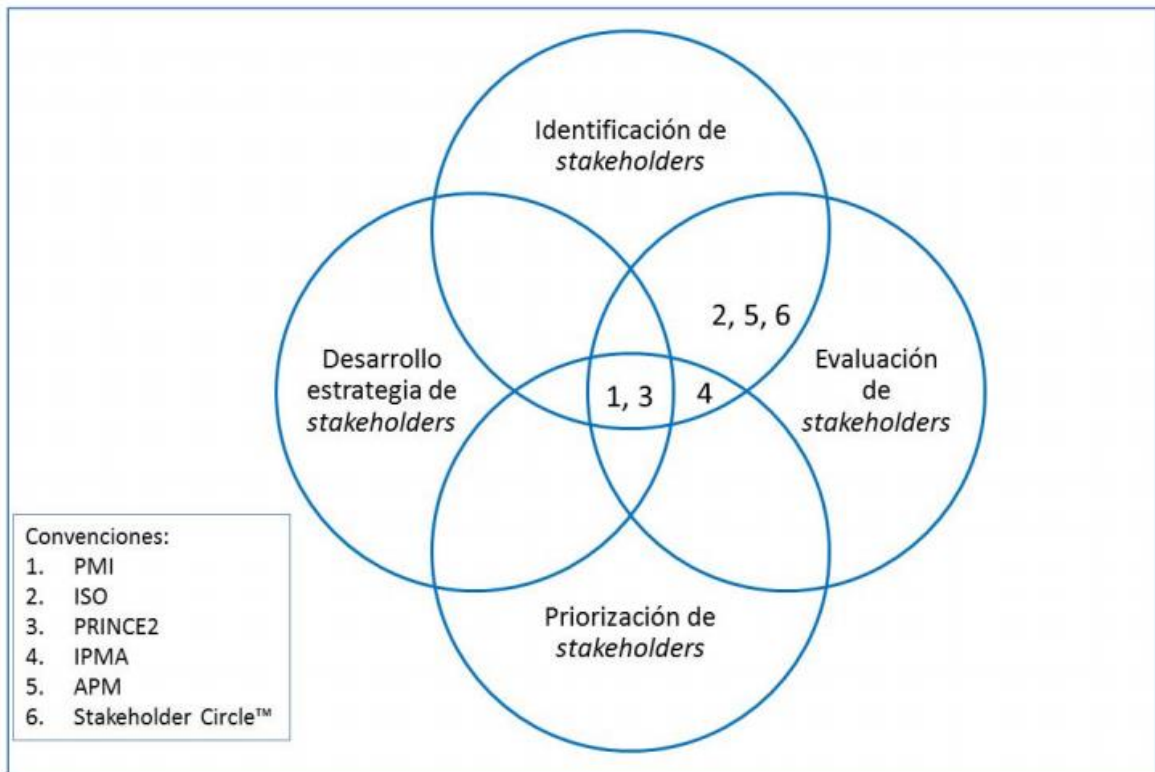 Identificación de
stakeholders
2, 5, 6
Desarrollo
estrategia de
stakeholders
1, 3
4
Evaluación
de
stakeholders
Priorización de
stakeholders
Convenciones:
1. PMI
2. ISO
3. PRINCE2
4. IPMA
5. APM
6. Stakeholder Circle™